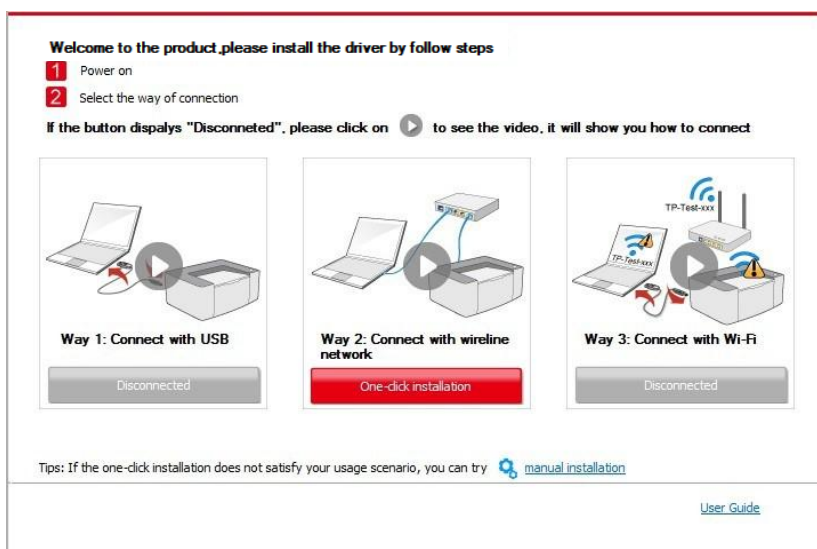 Welcome to the product,please install the driver by follow steps
1 Power on
2 Select the way of connection
If the button dispalys "Disconneted", please click on to see the video, it will show you how to connect
TP-Test-xxx
TP-Test-xxx
Way 1: Connect with USB
Way 2: Connect with wireline
network
Way 3: Connect with Wi-Fi
Disconnected
One-click installation
Disconnected
Tips: If the one-click installation does not satisfy your usage scenario, you can try manual installation
User Guide